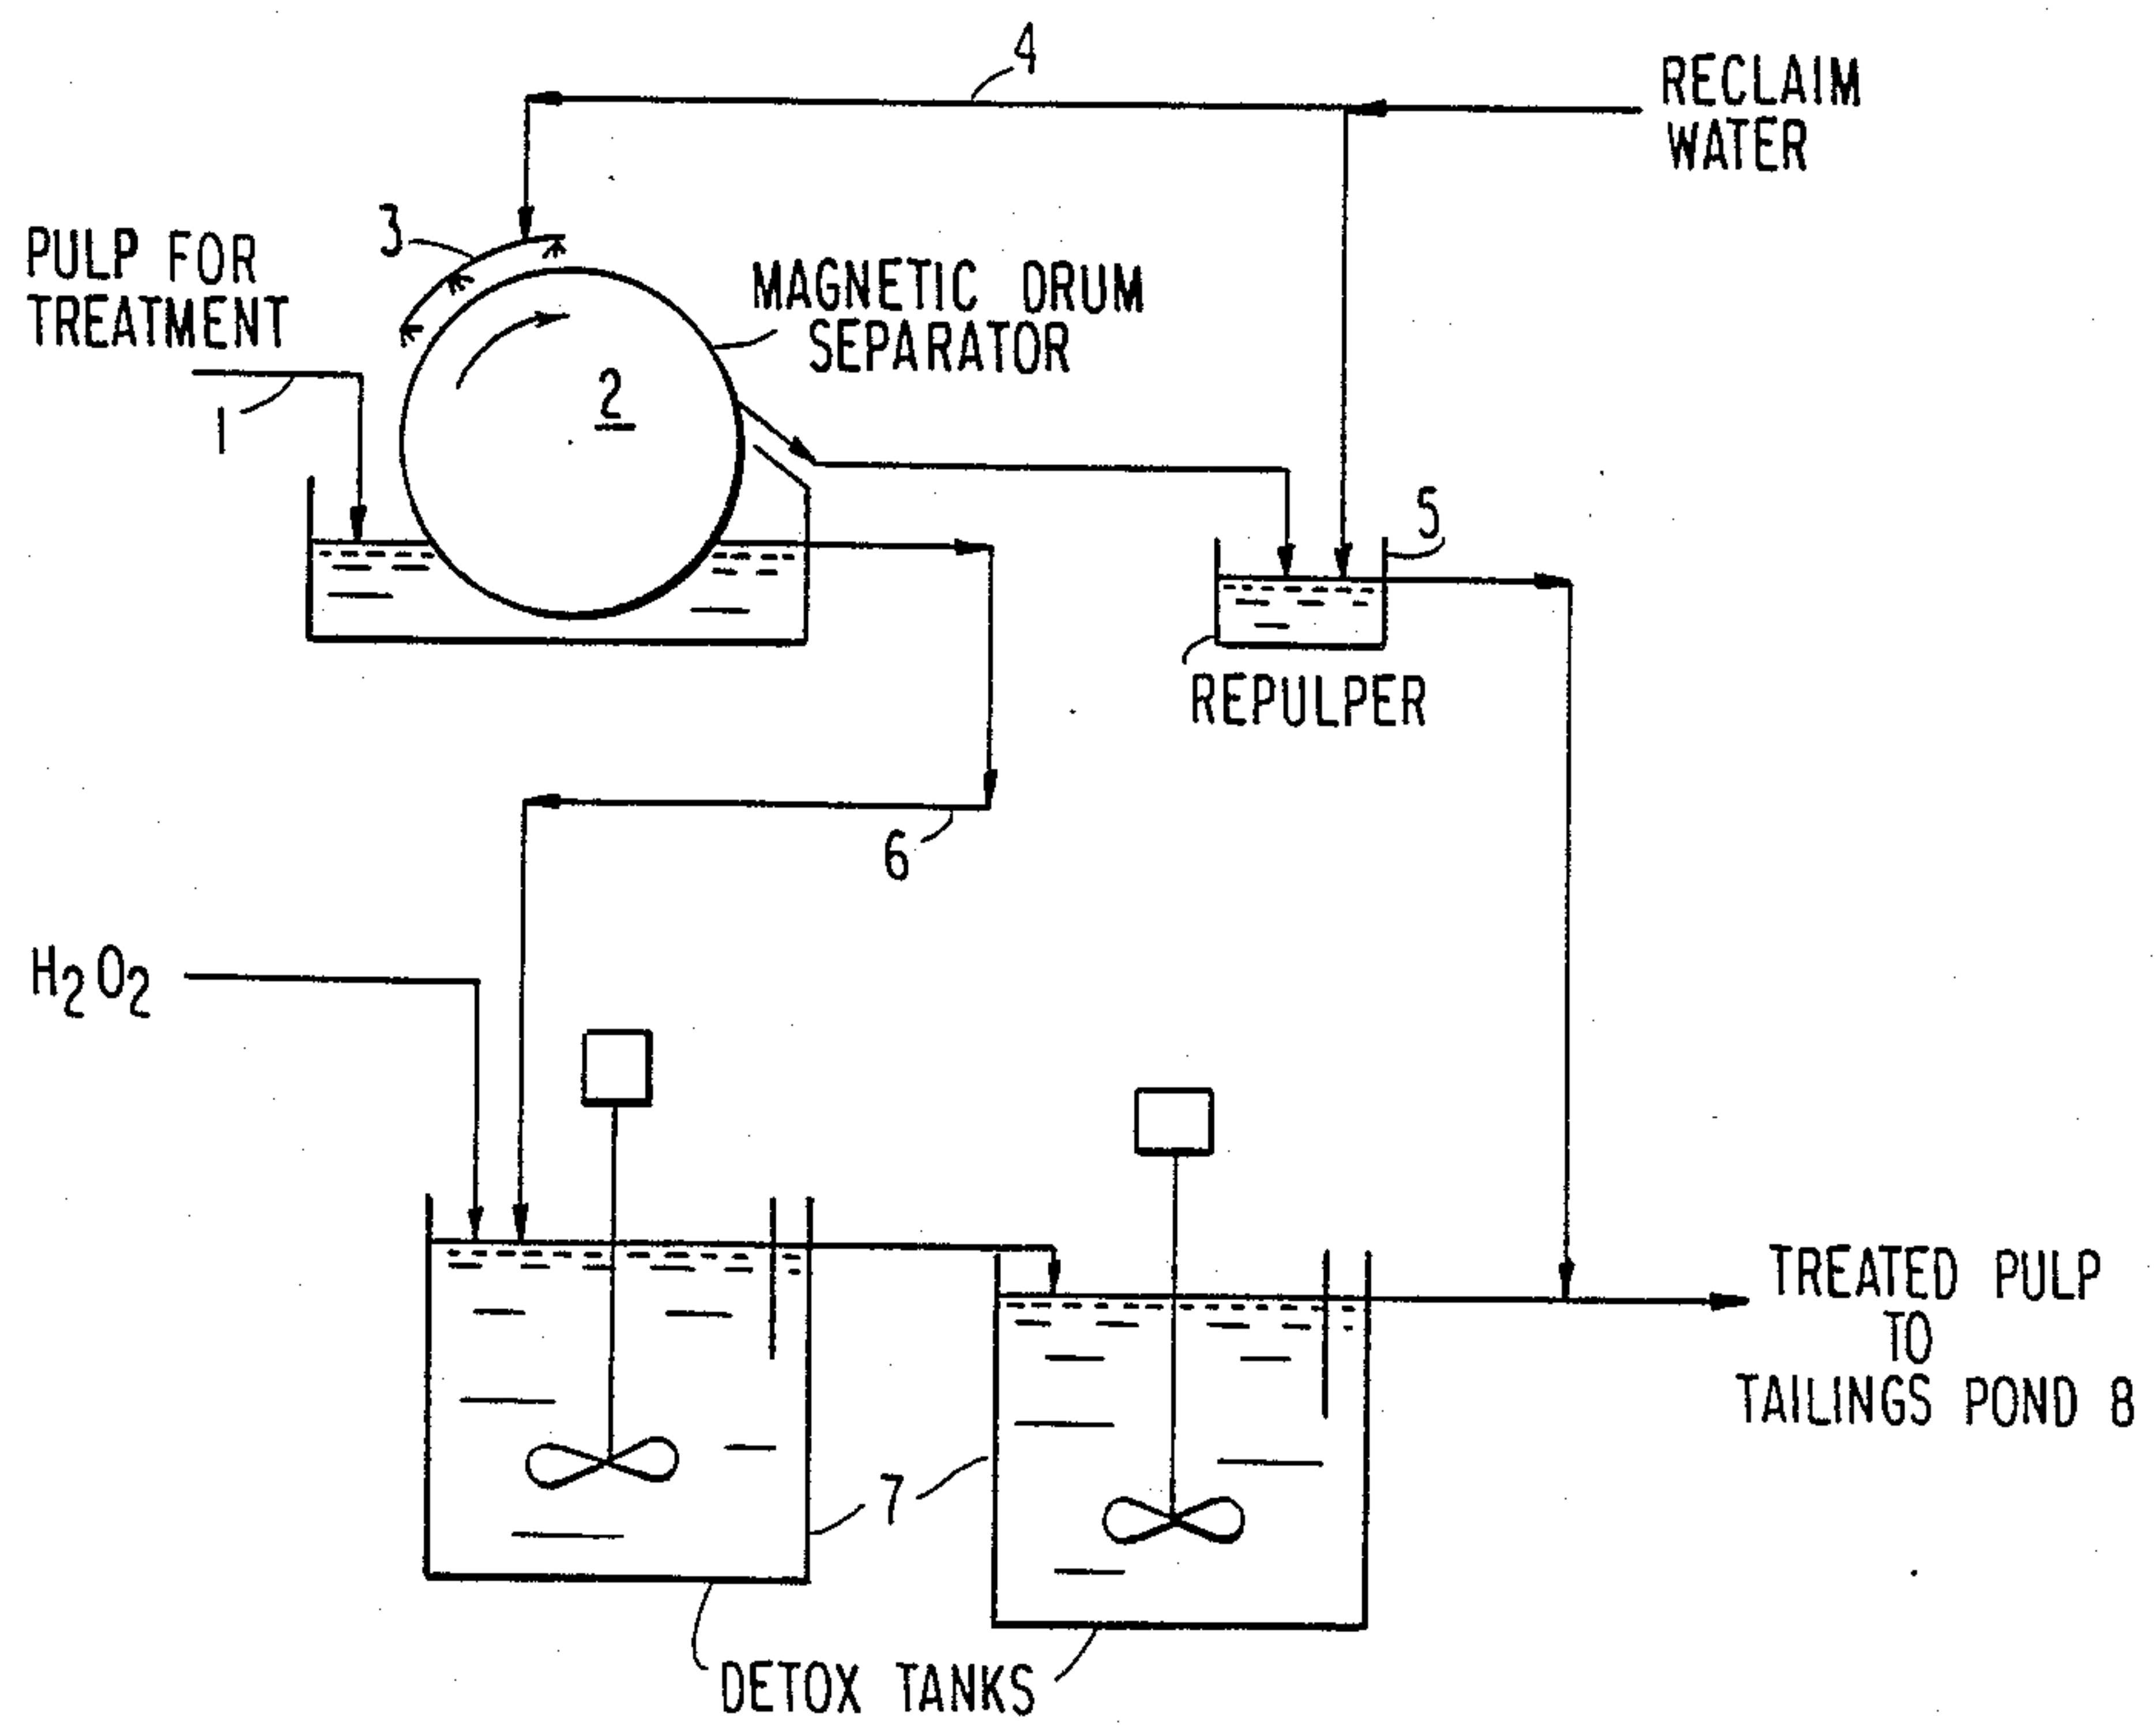 4
RECLAIM
WATER
3
PULP FOR
TREATMENT
MAGNETIC DRUM
SEPARATOR
1
2
5
REPULPER
6
H2O2
TREATED PULP
TO
TAILINGS POND 8
7
DETOX TANKS